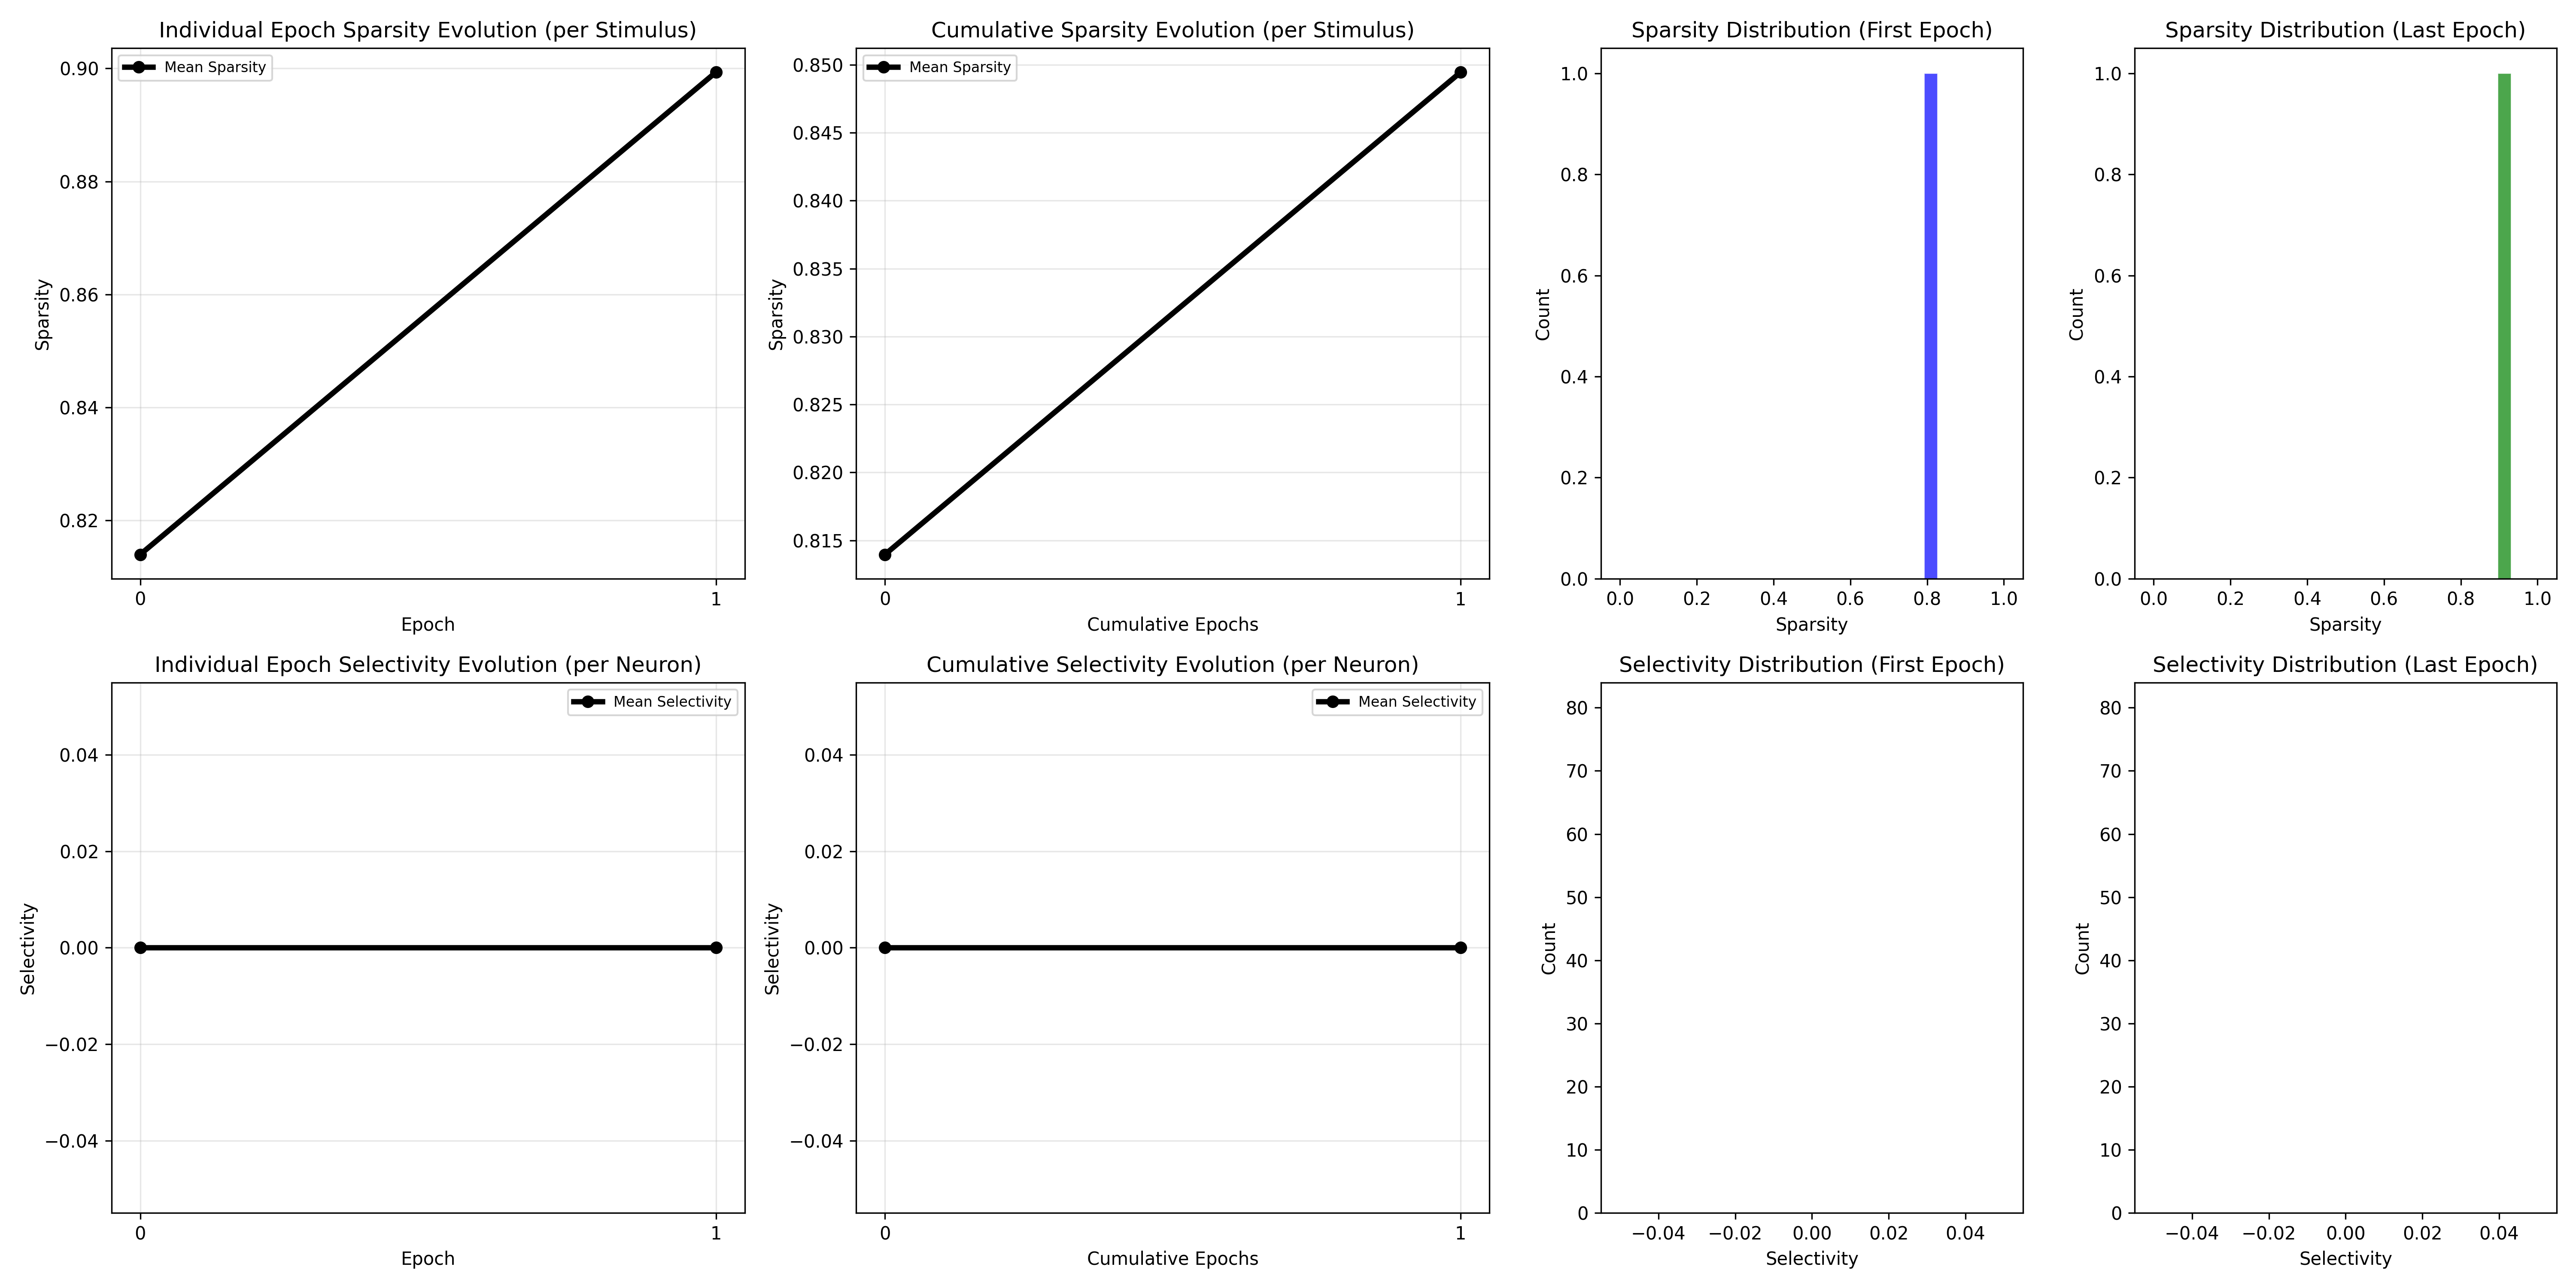 Individual Epoch Sparsity Evolution (per Stimulus)
Mean Sparsity
0.90
0.88
0.86
0.84
0.82
Sparsity
0
1
Epoch
Cumulative Sparsity Evolution (per Stimulus)
Mean Sparsity
0.850
0.845
0.840
0.835
0.830
0.825
0.820
0.815
Sparsity
0
1
Cumulative Epochs
Sparsity Distribution (First Epoch)
1.0
0.8
0.6
0.4
0.2
0.0
Count
0.0
0.2
0.4
0.6
0.8
1.0
Sparsity
Sparsity Distribution (Last Epoch)
1.0
0.8
0.6
0.4
0.2
0.0
Count
0.0
0.2
0.4
0.6
0.8
1.0
Sparsity
Individual Epoch Selectivity Evolution (per Neuron)
Mean Selectivity
0.04
0.02
0.00
−0.02
−0.04
Selectivity
0
1
Epoch
Cumulative Selectivity Evolution (per Neuron)
Mean Selectivity
0.04
0.02
0.00
−0.02
−0.04
Selectivity
0
1
Cumulative Epochs
Selectivity Distribution (First Epoch)
80
70
60
50
40
30
20
10
0
Count
−0.04
−0.02
0.00
0.02
0.04
Selectivity
Selectivity Distribution (Last Epoch)
80
70
60
50
40
30
20
10
0
Count
−0.04
−0.02
0.00
0.02
0.04
Selectivity